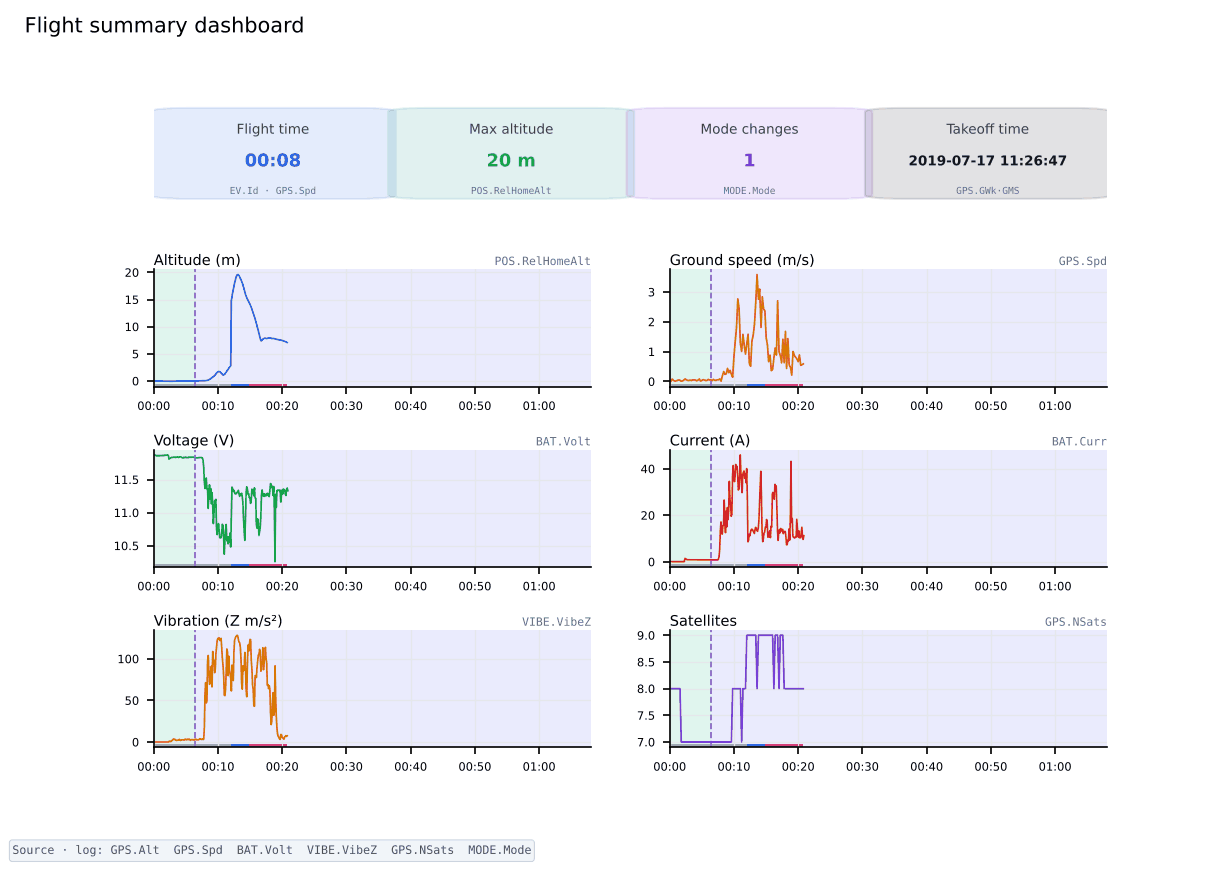 Flight summary dashboard
Flight time
00:08
EV.Id · GPS.Spd
Max altitude
20 m
POS.RelHomeAlt
Mode changes
1
MODE.Mode
Takeoff time
2019-07-17 11:26:47
GPS.GWk·GMS
Altitude (m) POS.RelHomeAlt
20
15
10
5
0
00:00 00:10 00:20 00:30 00:40 00:50 01:00
Ground speed (m/s) GPS.Spd
3
2
1
0
00:00 00:10 00:20 00:30 00:40 00:50 01:00
Voltage (V) BAT.Volt
11.5
11.0
10.5
00:00 00:10 00:20 00:30 00:40 00:50 01:00
Current (A) BAT.Curr
40
20
0
00:00 00:10 00:20 00:30 00:40 00:50 01:00
Vibration (Z m/s²) VIBE.VibeZ
100
50
0
00:00 00:10 00:20 00:30 00:40 00:50 01:00
Satellites GPS.NSats
9.0
8.5
8.0
7.5
7.0
00:00 00:10 00:20 00:30 00:40 00:50 01:00
Source · log: GPS.Alt GPS.Spd BAT.Volt VIBE.VibeZ GPS.NSats MODE.Mode